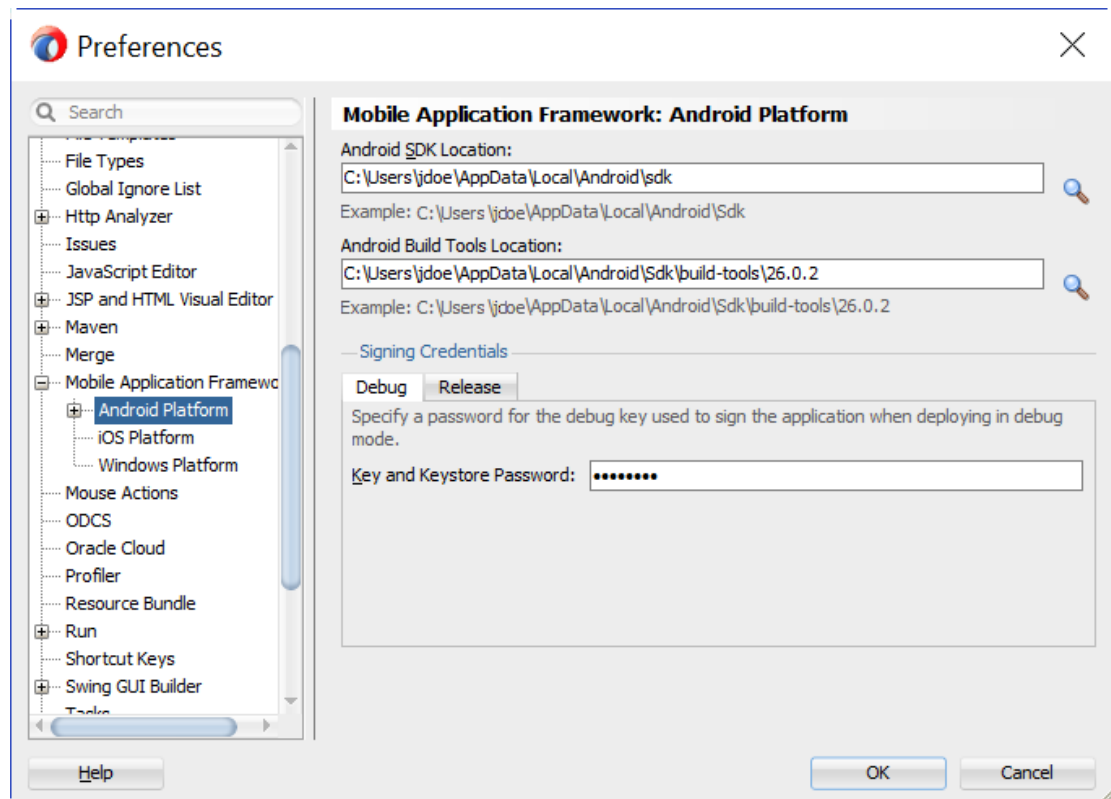 Preferences
Search
File Templates
File Types
Global Ignore List
Http Analyzer
Issues
JavaScript Editor
JSP and HTML Visual Editor
Maven
Merge
Mobile Application Framewo
Android Platform
iOS Platform
Windows Platform
Mouse Actions
ODCS
Oracle Cloud
Profiler
Resource Bundle
Run
Shortcut Keys
Swing GUI Builder
Tasks
Mobile Application Framework: Android Platform
Android SDK Location:
C:\Users\jdoe\AppData\Local\Android\sdk
Example: C:\Users\jdoe\AppData\Local\Android\Sdk
Android Build Tools Location:
C:\Users\jdoe\AppData\Local\Android\Sdk\build-tools\26.0.2
Example: C:\Users\jdoe\AppData\Local\Android\Sdk\build-tools\26.0.2
Signing Credentials
Debug Release
Specify a password for the debug key used to sign the application when deploying in debug
mode.
Key and Keystore Password: ••••••••
Help OK Cancel